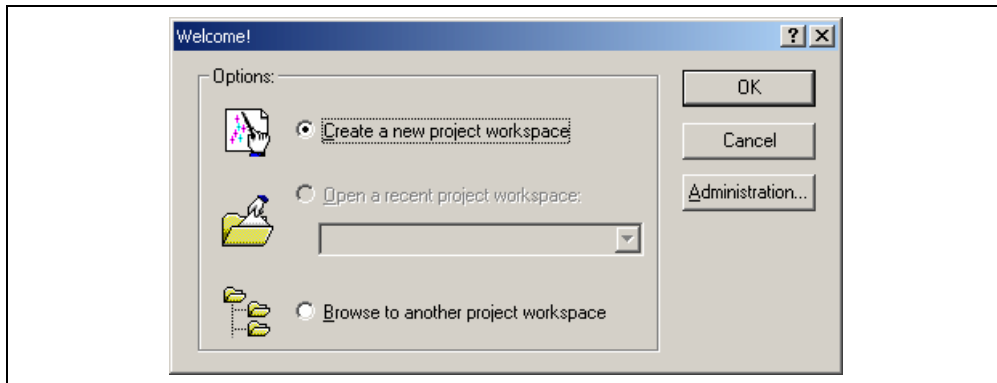 Welcome!
Options:
Create a new project workspace
Open a recent project workspace:
Browse to another project workspace
OK
Cancel
Administration...